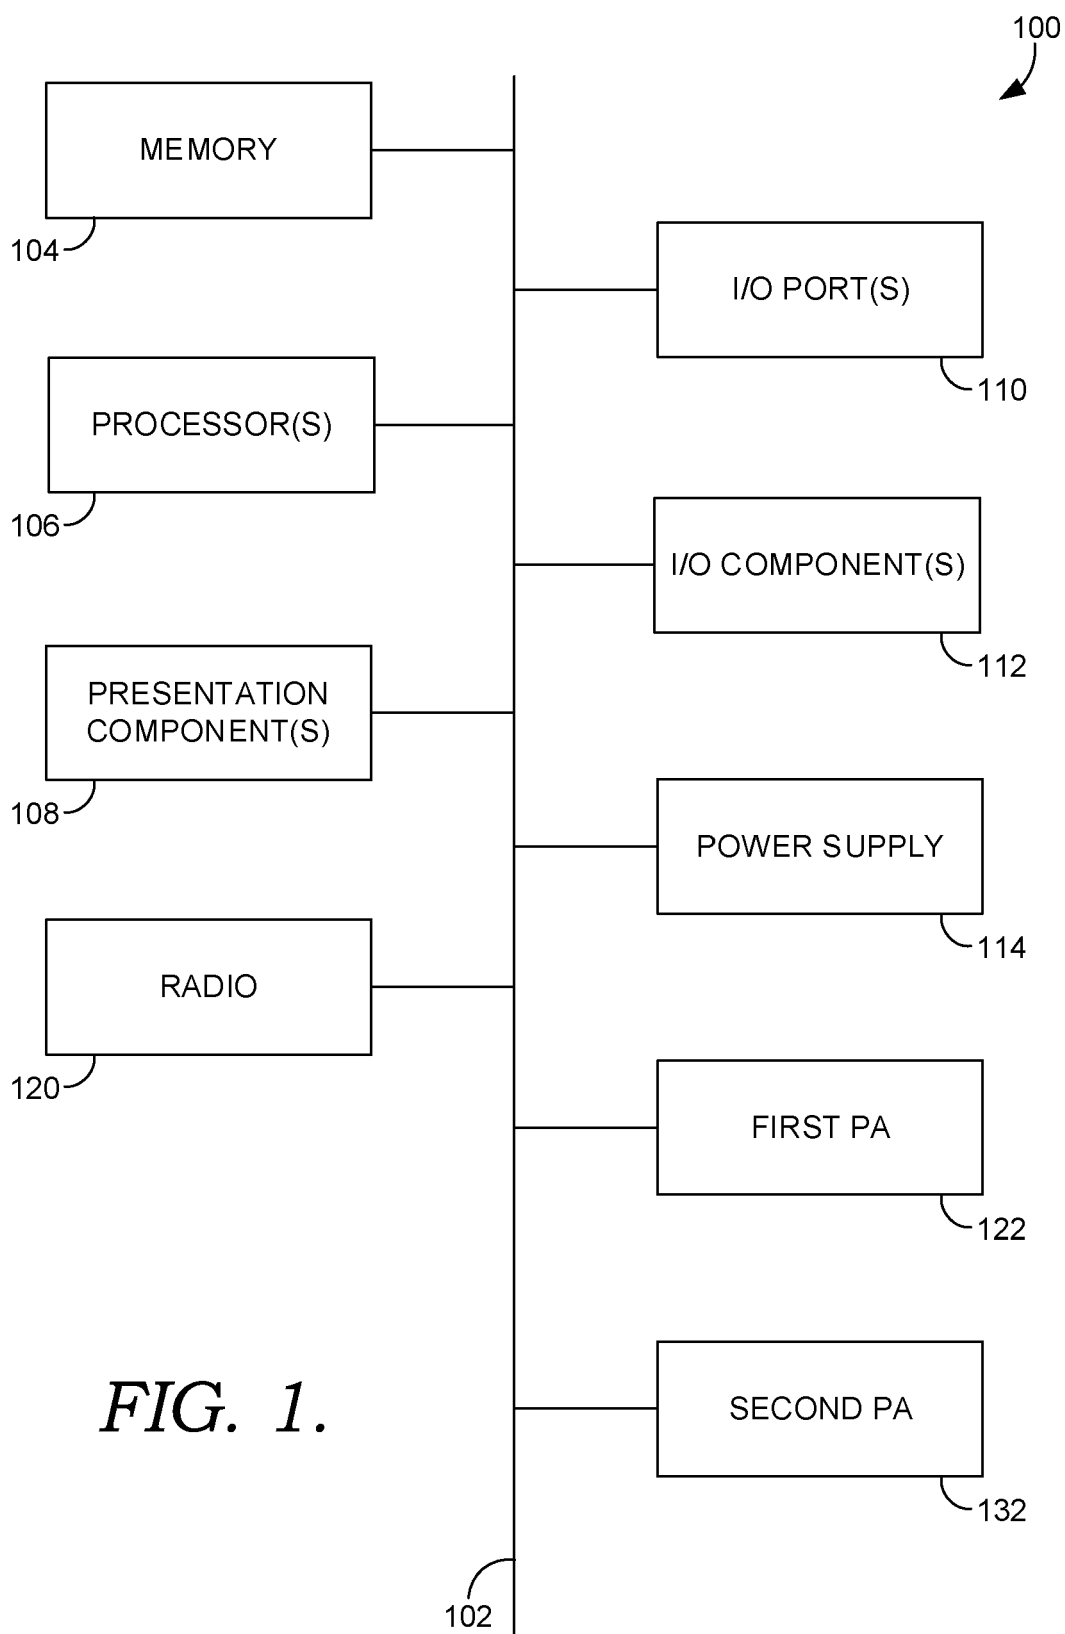 100
MEMORY
104
I/O PORT(S)
110
PROCESSOR(S)
106
I/O COMPONENT(S)
112
PRESENTATION
COMPONENT(S)
108
POWER SUPPLY
114
RADIO
120
FIRST PA
122
SECOND PA
132
FIG. 1.
102